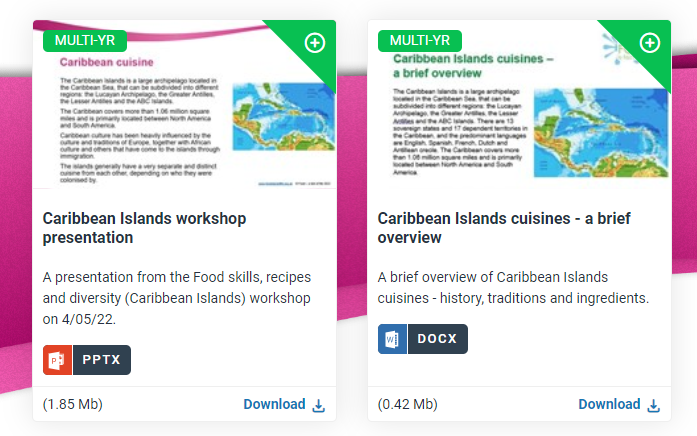 MULTI-YR
Caribbean cuisine
The Caribbean Islands is a large archipelago located in
the Caribbean Sea, that can be subdivided into different
regions: the Lucayan Archipelago, the Greater Antilles,
the Lesser Antilles and the ABC Islands.
The Caribbean covers more than 1.06 million square
miles and is primarily located between North America
and South America.
Caribbean culture has been heavily influenced by the
culture and traditions of Europe, together with African
culture and others that have come to the islands through
immigration.
The islands generally have a very separate and distinct
cuisine from each other, depending on who they were
colonised by.
Caribbean Islands workshop
presentation
A presentation from the Food skills, recipes
and diversity (Caribbean Islands) workshop
on 4/05/22.
P
PPTX
(1.85 Mb)
Download
MULTI-YR
Caribbean Islands cuisines –
a brief overview
The Caribbean Islands is a large archipelago
located in the Caribbean Sea, that can be
subdivided into different regions: the Lucayan
Archipelago, the Greater Antilles, the Lesser
Antilles and the ABC Islands. There are 13
sovereign states and 17 dependent territories in
the Caribbean, and the predominant languages
are English, Spanish, French, Dutch and
Antillean creole. The Caribbean covers more
than 1.06 million square miles and is primarily
located between North America and South
America.
Caribbean Islands cuisines - a brief
overview
A brief overview of Caribbean Islands
cuisines - history, traditions and ingredients.
W
DOCX
(0.42 Mb)
Download